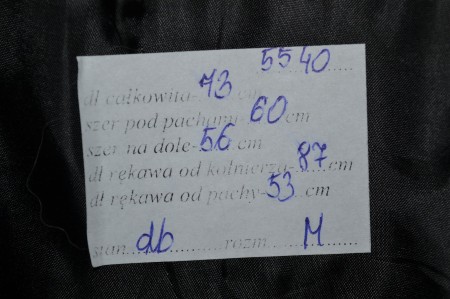 5540......
dł całkowita-73 cm
szer pod pachami-60 cm
szer na dole-56 cm
dł rękawa od kołnierza-87 cm
dł rękawa od pachy-53 cm
stan db rozm M